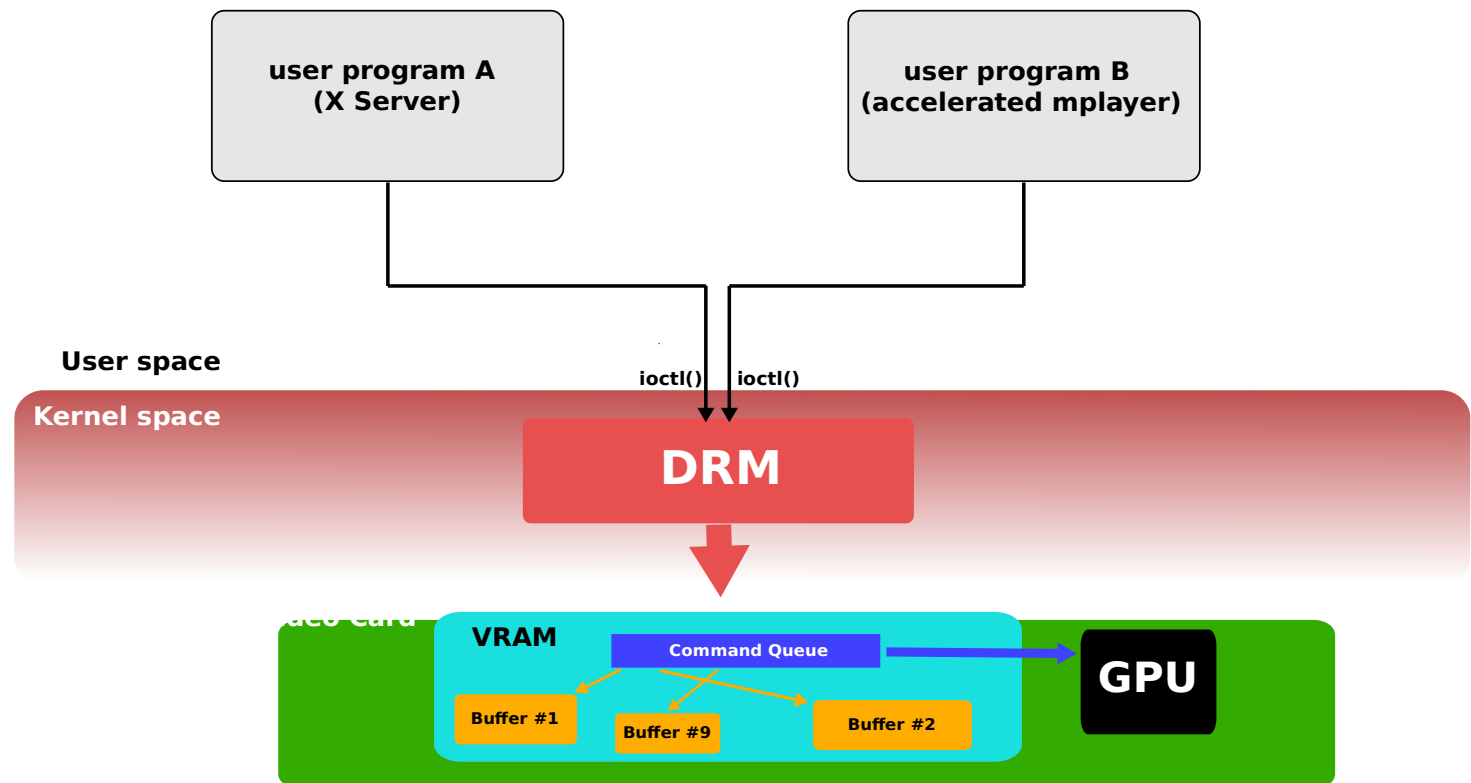 user program A
(X Server)
user program B
(accelerated mplayer)
User space
ioctl() ioctl()
Kernel space
DRM
Card
VRAM
Command Queue
GPU
Buffer #1
Buffer #9
Buffer #2